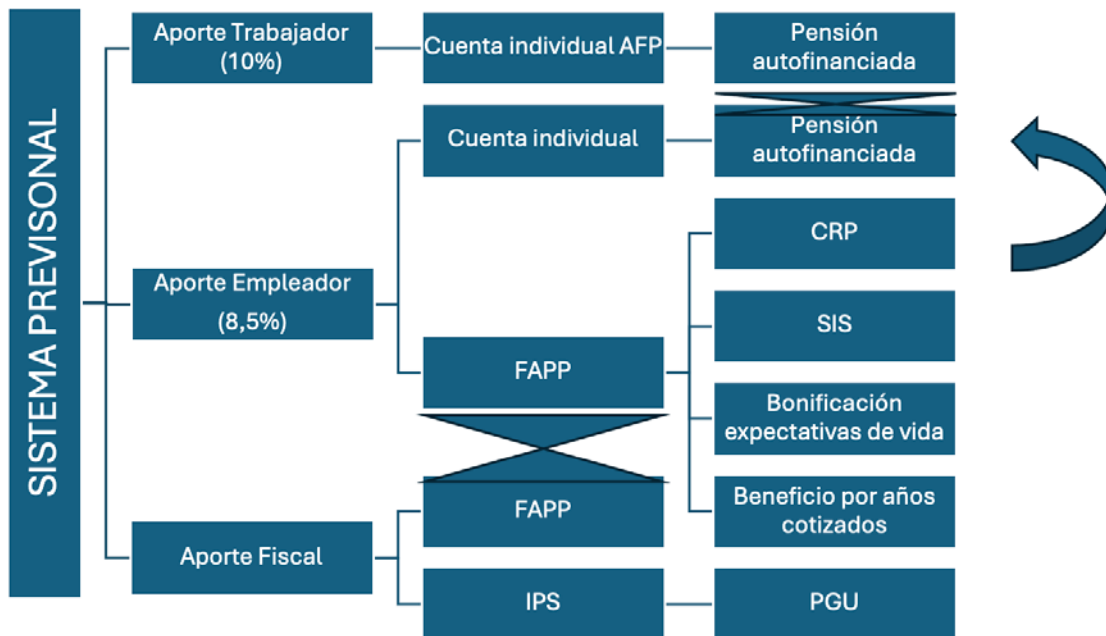 SISTEMA PREVISONAL
Aporte Trabajador
(10%)
Cuenta individual AFP
Pensión
autofinanciada
Aporte Empleador
(8,5%)
Cuenta individual
Pensión
autofinanciada
FAPP
CRP
SIS
Bonificación
expectativas de vida
Beneficio por años
cotizados
Aporte Fiscal
FAPP
IPS
PGU